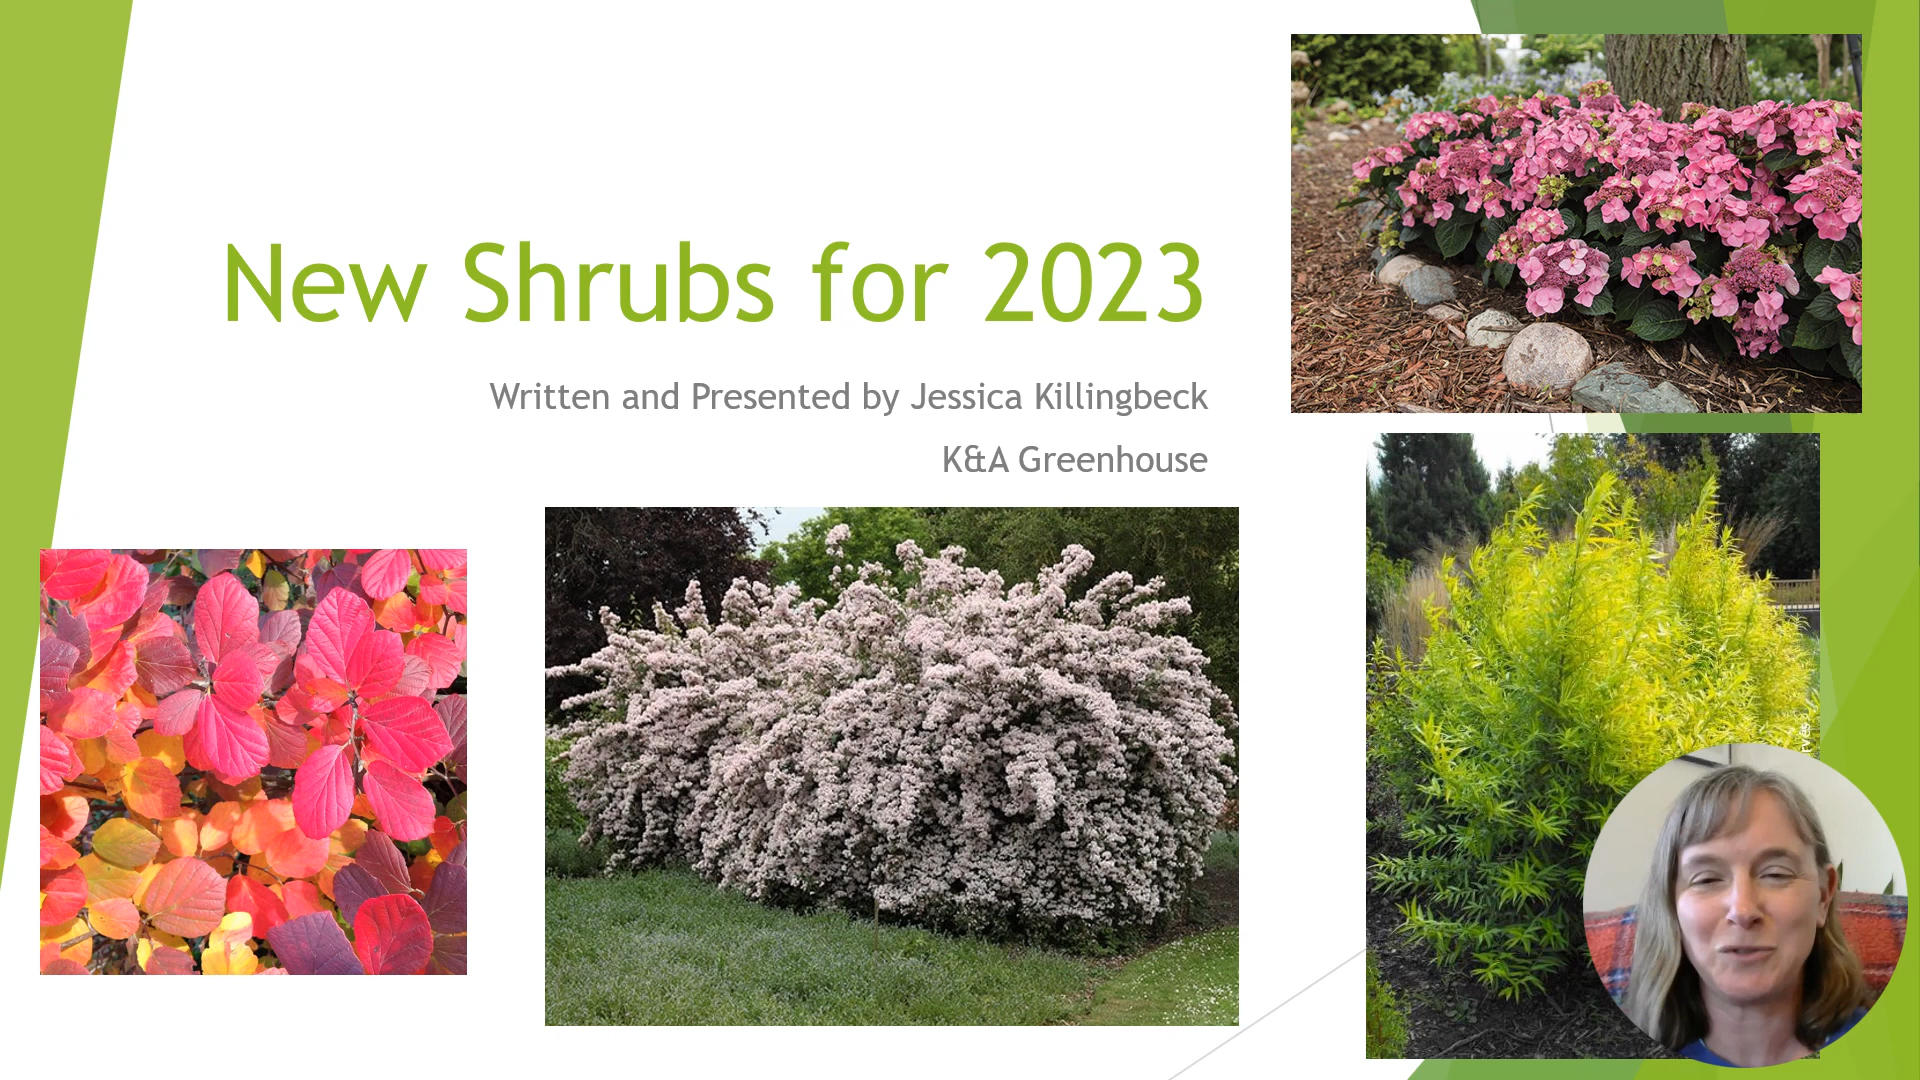 New Shrubs for 2023
Written and Presented by Jessica Killingbeck
K&A Greenhouse